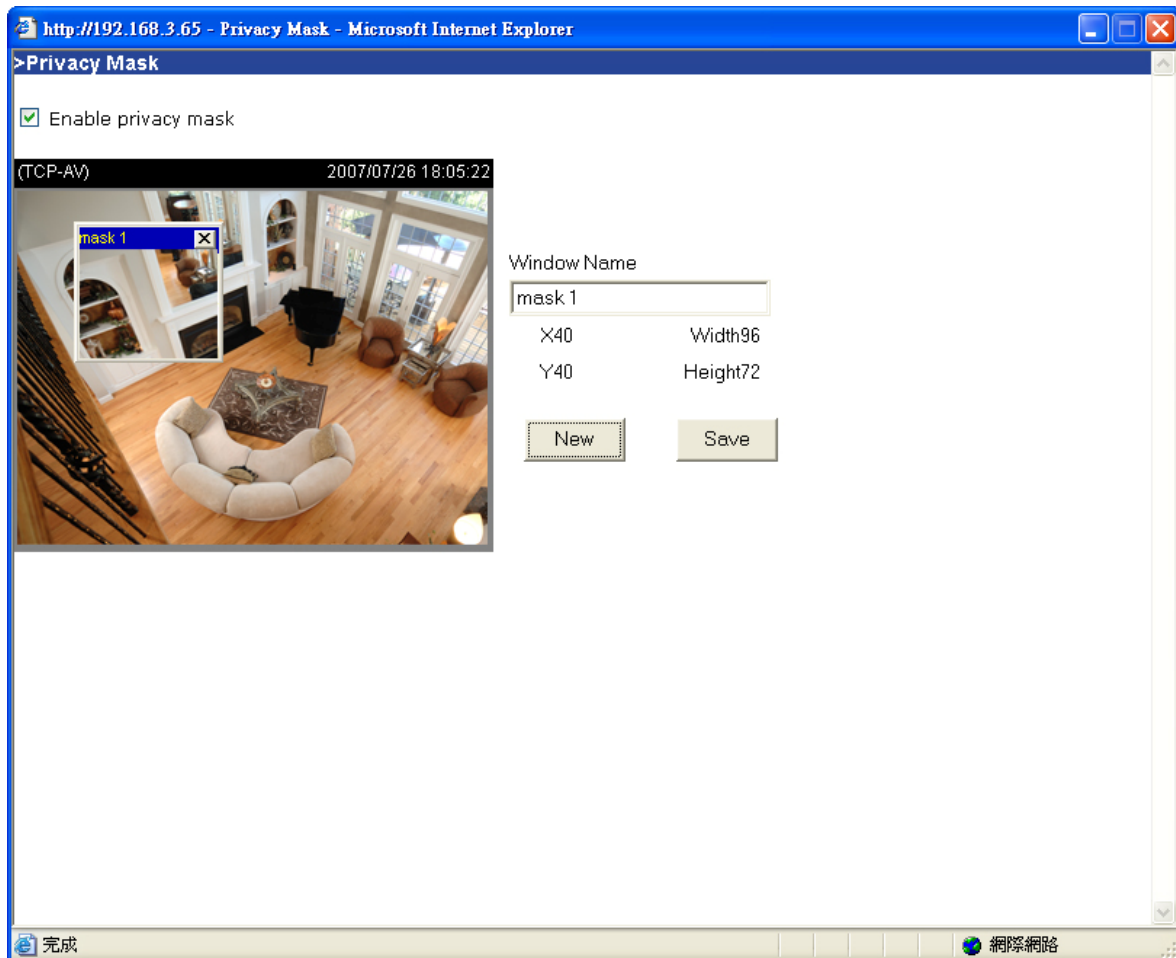 http://192.168.3.65 - Privacy Mask - Microsoft Internet Explorer
>Privacy Mask
Enable privacy mask
(TCP-AV) 2007/07/26 18:05:22
mask 1
Window Name
mask 1
X40 Width96
Y40 Height72
New Save
完成 網際網路